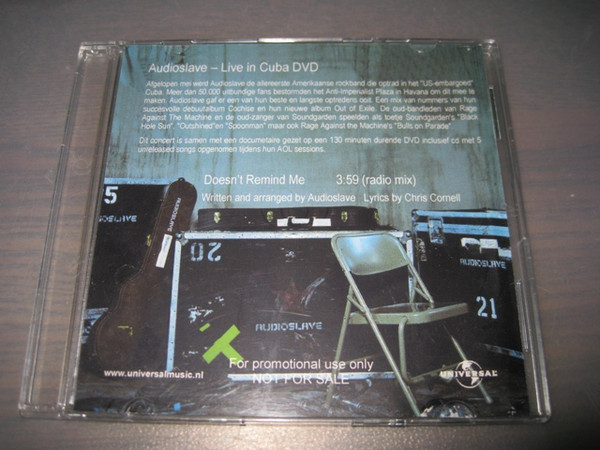 Audioslave – Live in Cuba DVD
Afgelopen mei werd Audioslave de allereerste Amerikaanse rockband die optrad in het "US-embargoed"
Cuba. Meer dan 50.000 uitbundige fans bestormden het Anti-Imperialist Plaza in Havana om dit mee te
maken. Audioslave gaf er een van hun beste en langste optredens ooit. Een mix van nummers van hun
succesvolle debuutalbum Cochise en hun nieuwe album Out of Exile. De oud-bandleden van Rage
Against The Machine en de oud-zanger van Soundgarden speelden als toetje Soundgarden's "Black
Hole Sun", "Outshined" en "Spoonman" maar ook Rage Against the Machine's "Bulls on Parade".
Dit concert is samen met een documetaire gezet op een 130 minuten durende DVD inclusief cd met 5
unreleased songs opgenomen tijdens hun AOL sessions.
Doesn't Remind Me 3:59 (radio mix)
Written and arranged by Audioslave Lyrics by Chris Cornell
5
AUDIOSLAVE
20
AUDIOSLAVE
AUDIOSLAVE
21
For promotional use only
NOT FOR SALE
www.universalmusic.nl
UNIVERSAL